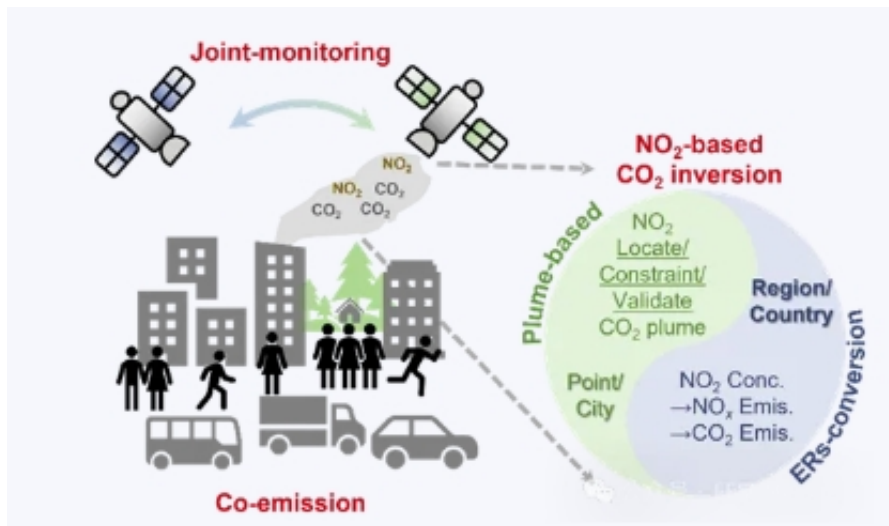 Joint-monitoring
NO₂
NO₂ CO₂
CO₂ CO₂
Co-emission
NO₂-based
CO₂ inversion
Plume-based
NO₂
Locate/
Constraint/
Validate
CO₂ plume
Point/
City
Region/
Country
NO₂ Conc.
→NOₓ Emis.
→CO₂ Emis.
ERs-conversion